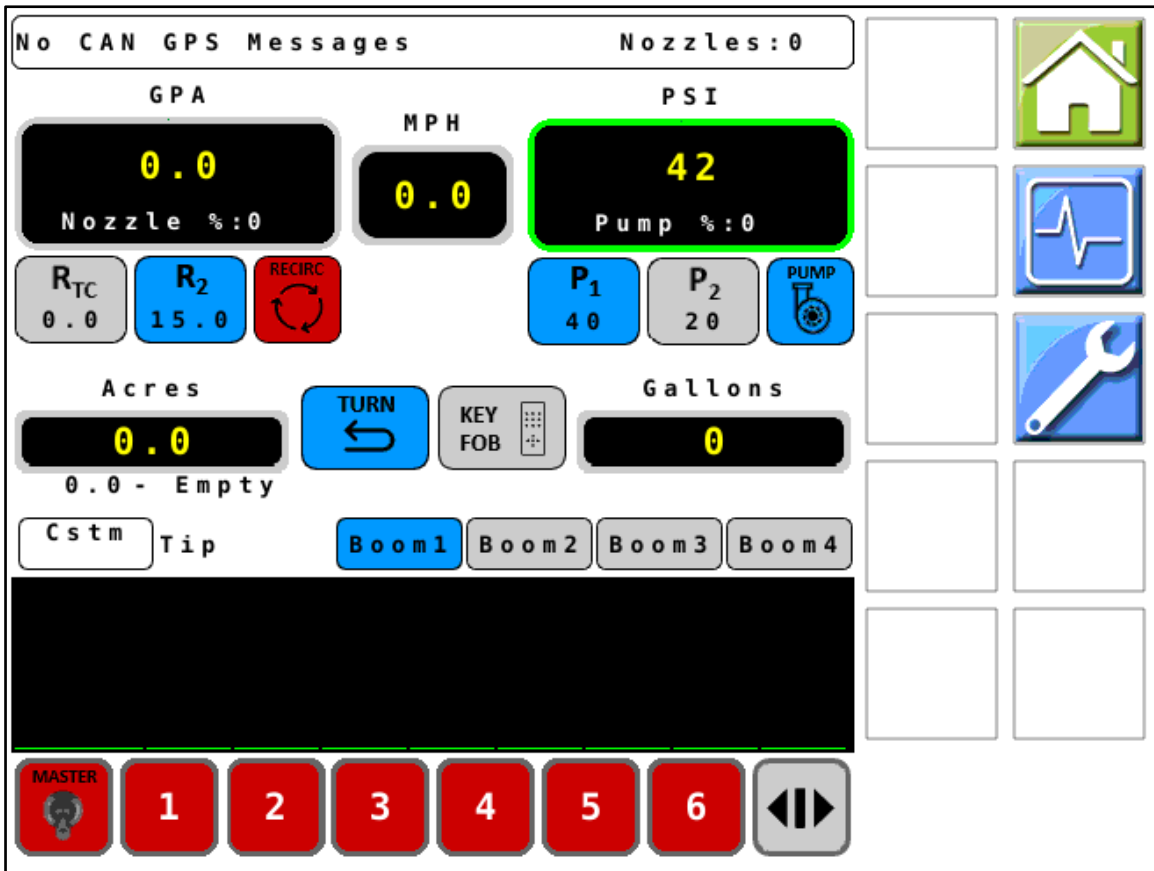 No CAN GPS Messages Nozzles:0
GPA
MPH
PSI
0.0
Nozzle %:0
0.0
42
Pump %:0
RTC
0.0
R2
15.0
RECIRC
P1
40
P2
20
PUMP
Acres
TURN
KEY
FOB
Gallons
0.0
0
0.0- Empty
Cstm
Tip
Boom1 Boom2 Boom3 Boom4
MASTER
1 2 3 4 5 6